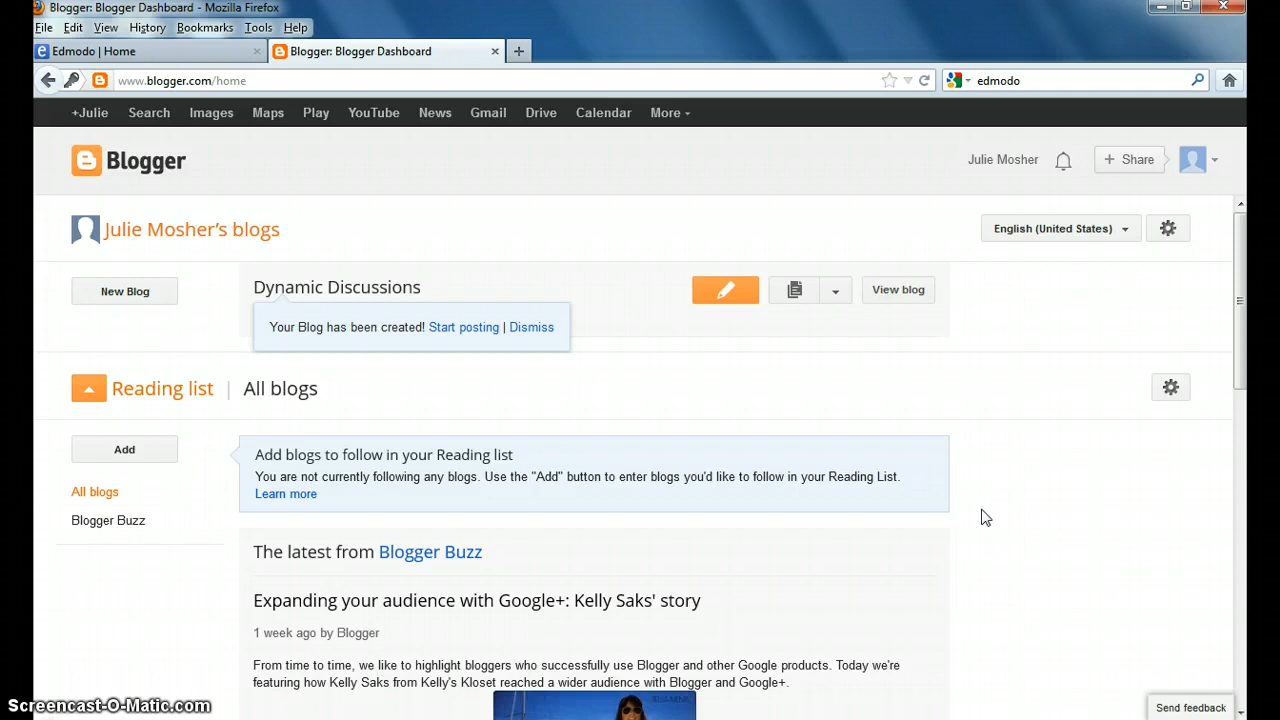 Blogger: Blogger Dashboard - Mozilla Firefox
File Edit View History Bookmarks Tools Help
Edmodo | Home
Blogger: Blogger Dashboard
www.blogger.com/home
edmodo
+Julie Search Images Maps Play YouTube News Gmail Drive Calendar More
Blogger
Julie Mosher
+ Share
Julie Mosher's blogs
English (United States)
New Blog
Dynamic Discussions
View blog
Your Blog has been created! Start posting | Dismiss
Reading list | All blogs
Add
Add blogs to follow in your Reading list
You are not currently following any blogs. Use the "Add" button to enter blogs you'd like to follow in your Reading List.
Learn more
All blogs
Blogger Buzz
The latest from Blogger Buzz
Expanding your audience with Google+: Kelly Saks' story
1 week ago by Blogger
From time to time, we like to highlight bloggers who successfully use Blogger and other Google products. Today we're
featuring how Kelly Saks from Kelly's Kloset reached a wider audience with Blogger and Google+.
Screencast-O-Matic.com
Send feedback